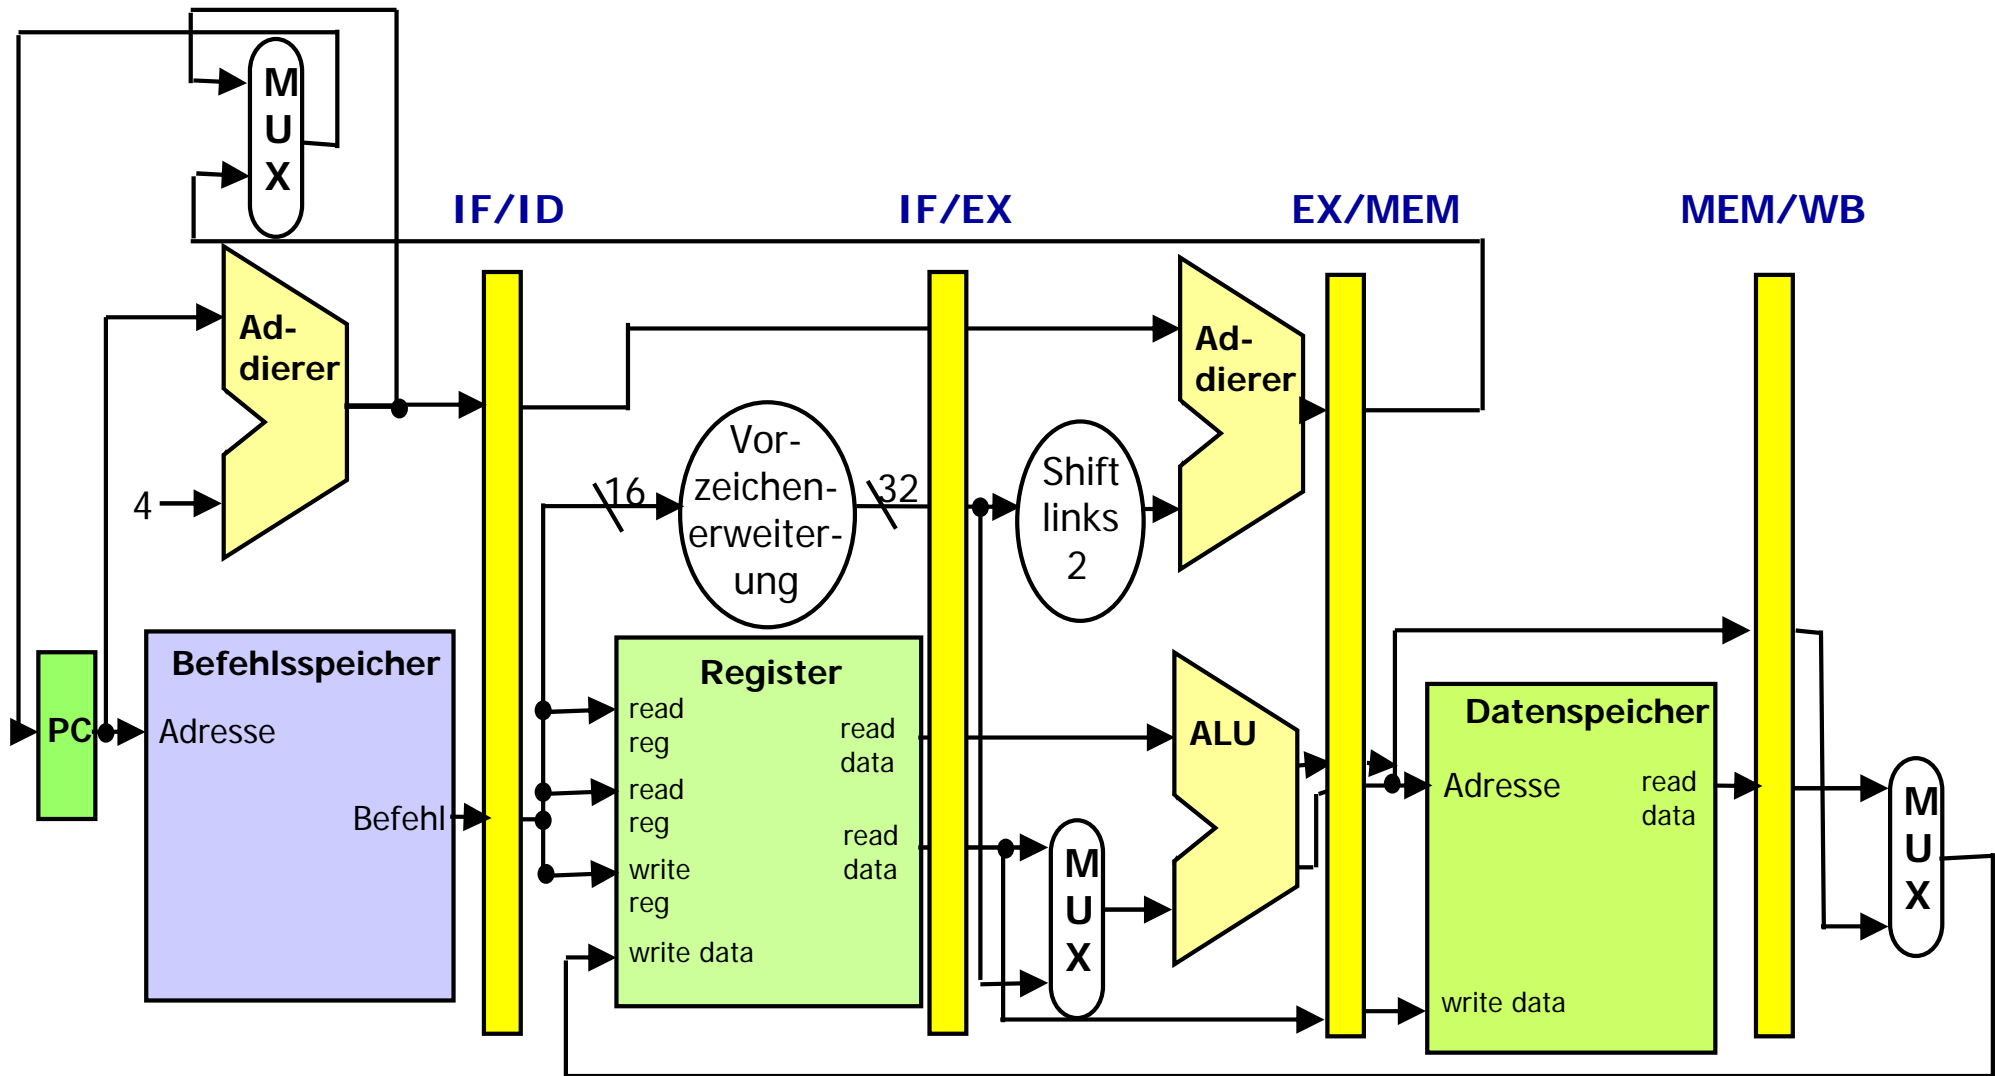 M
U
X
IF/ID
IF/EX
EX/MEM
MEM/WB
Ad-
dierer
4
16
Vor-
zeichen-
erweiter-
ung
32
Shift
links
2
Ad-
dierer
PC
Befehlsspeicher
Adresse
Befehl
Register
read
reg
read
reg
write
reg
write data
read
data
read
data
M
U
X
ALU
Datenspeicher
Adresse
read
data
write data
M
U
X